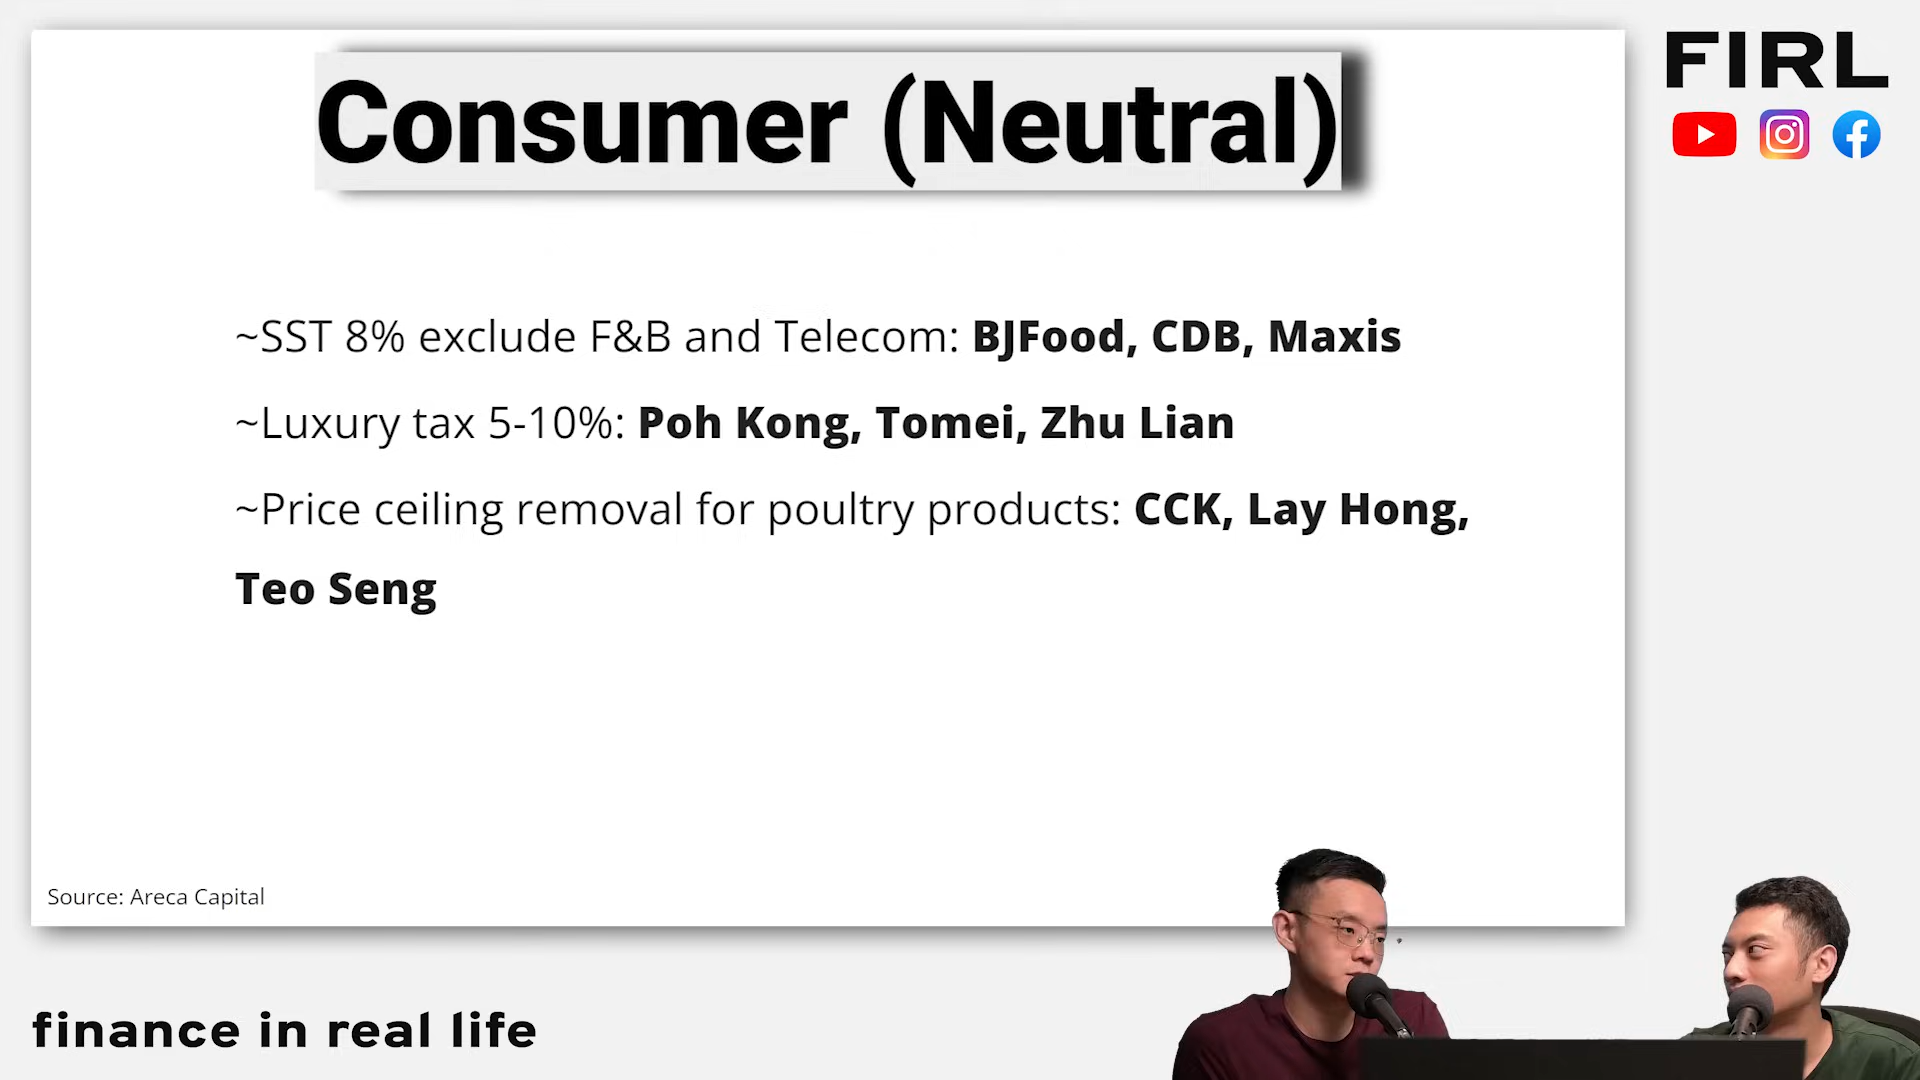 Consumer (Neutral)
FIRL
~SST 8% exclude F&B and Telecom: BJFood, CDB, Maxis
~Luxury tax 5-10%: Poh Kong, Tomei, Zhu Lian
~Price ceiling removal for poultry products: CCK, Lay Hong,
Teo Seng
Source: Areca Capital
finance in real life